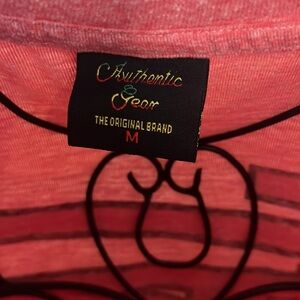 Authentic
Gear
THE ORIGINAL BRAND
M